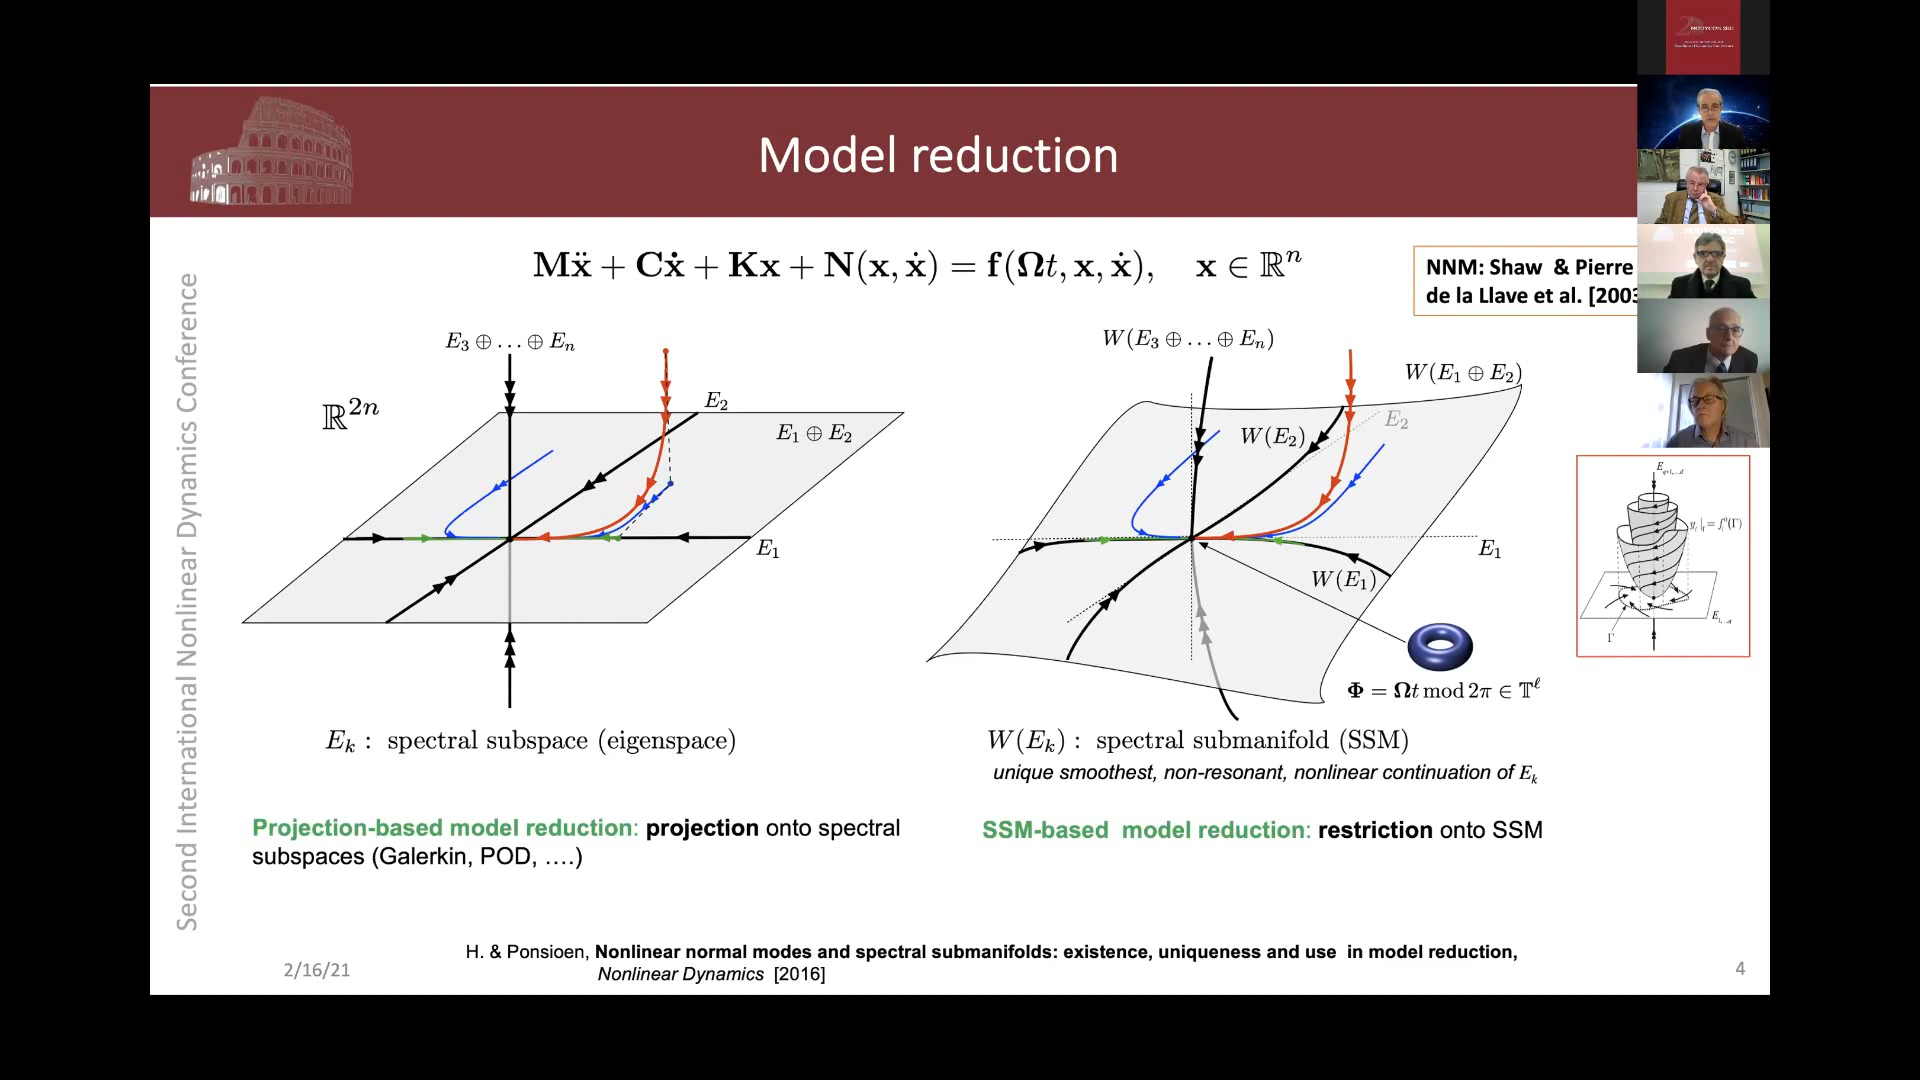 NODYCON 2021
Model reduction
Second International Nonlinear Dynamics Conference
Mẍ + Cẋ + Kx + N(x, ẋ) = f(Ωt, x, ẋ), x ∈ ℝⁿ
NNM: Shaw & Pierre
de la Llave et al. [2003
E₃ ⊕ … ⊕ Eₙ
ℝ²ⁿ
E₂
E₁ ⊕ E₂
E₁
W(E₃ ⊕ … ⊕ Eₙ)
W(E₁ ⊕ E₂)
E₂
W(E₂)
E₁
W(E₁)
Φ = Ωt mod 2π ∈ 𝕋^ℓ
Γ
Eₖ : spectral subspace (eigenspace)
W(Eₖ) : spectral submanifold (SSM)
unique smoothest, non-resonant, nonlinear continuation of Eₖ
Projection-based model reduction: projection onto spectral
subspaces (Galerkin, POD, ….)
SSM-based model reduction: restriction onto SSM
H. & Ponsioen, Nonlinear normal modes and spectral submanifolds: existence, uniqueness and use in model reduction,
Nonlinear Dynamics [2016]
2/16/21
4